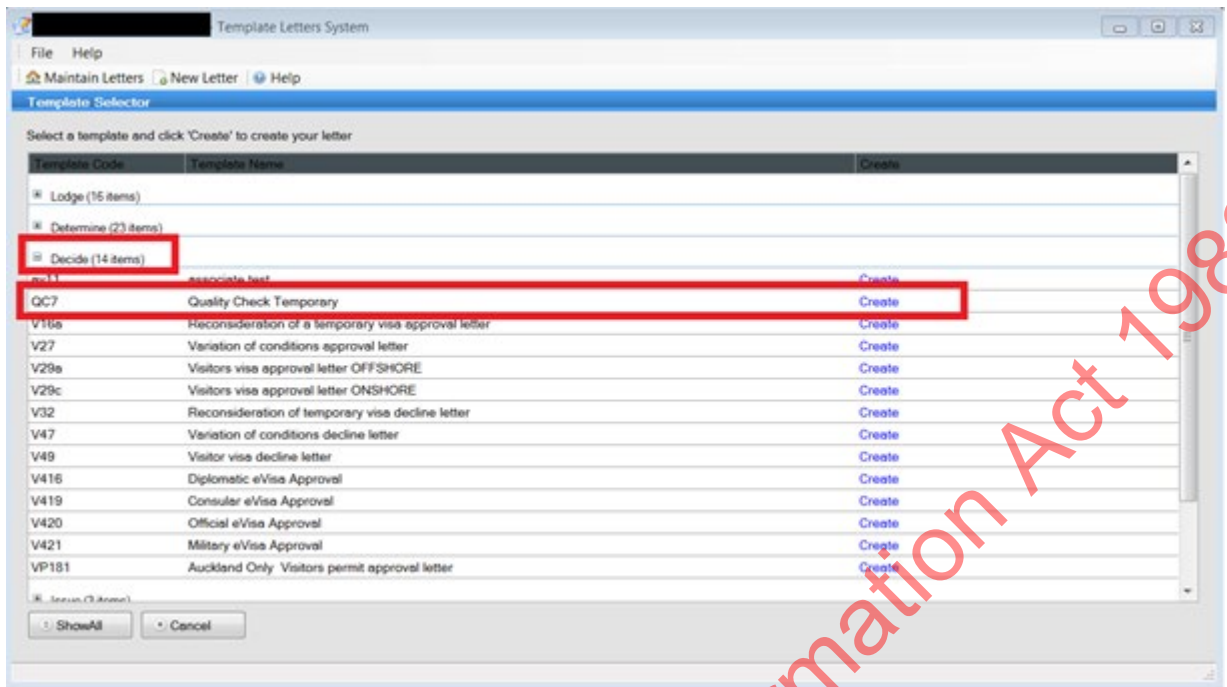 Template Letters System
File Help
Maintain Letters New Letter Help
Template Selector
Select a template and click 'Create' to create your letter
Template Code Template Name Create
Lodge (16 items)
Determine (23 items)
Decide (14 items)
associate test Create
QC7 Quality Check Temporary Create
V16a Reconsideration of a temporary visa approval letter Create
V27 Variation of conditions approval letter Create
V29a Visitors visa approval letter OFFSHORE Create
V29c Visitors visa approval letter ONSHORE Create
V32 Reconsideration of temporary visa decline letter Create
V47 Variation of conditions decline letter Create
V49 Visitor visa decline letter Create
V416 Diplomatic eVisa Approval Create
V419 Consular eVisa Approval Create
V420 Official eVisa Approval Create
V421 Military eVisa Approval Create
VP181 Auckland Only Visitors permit approval letter Create
Issue (3 items)
ShowAll Cancel
mation Act 198